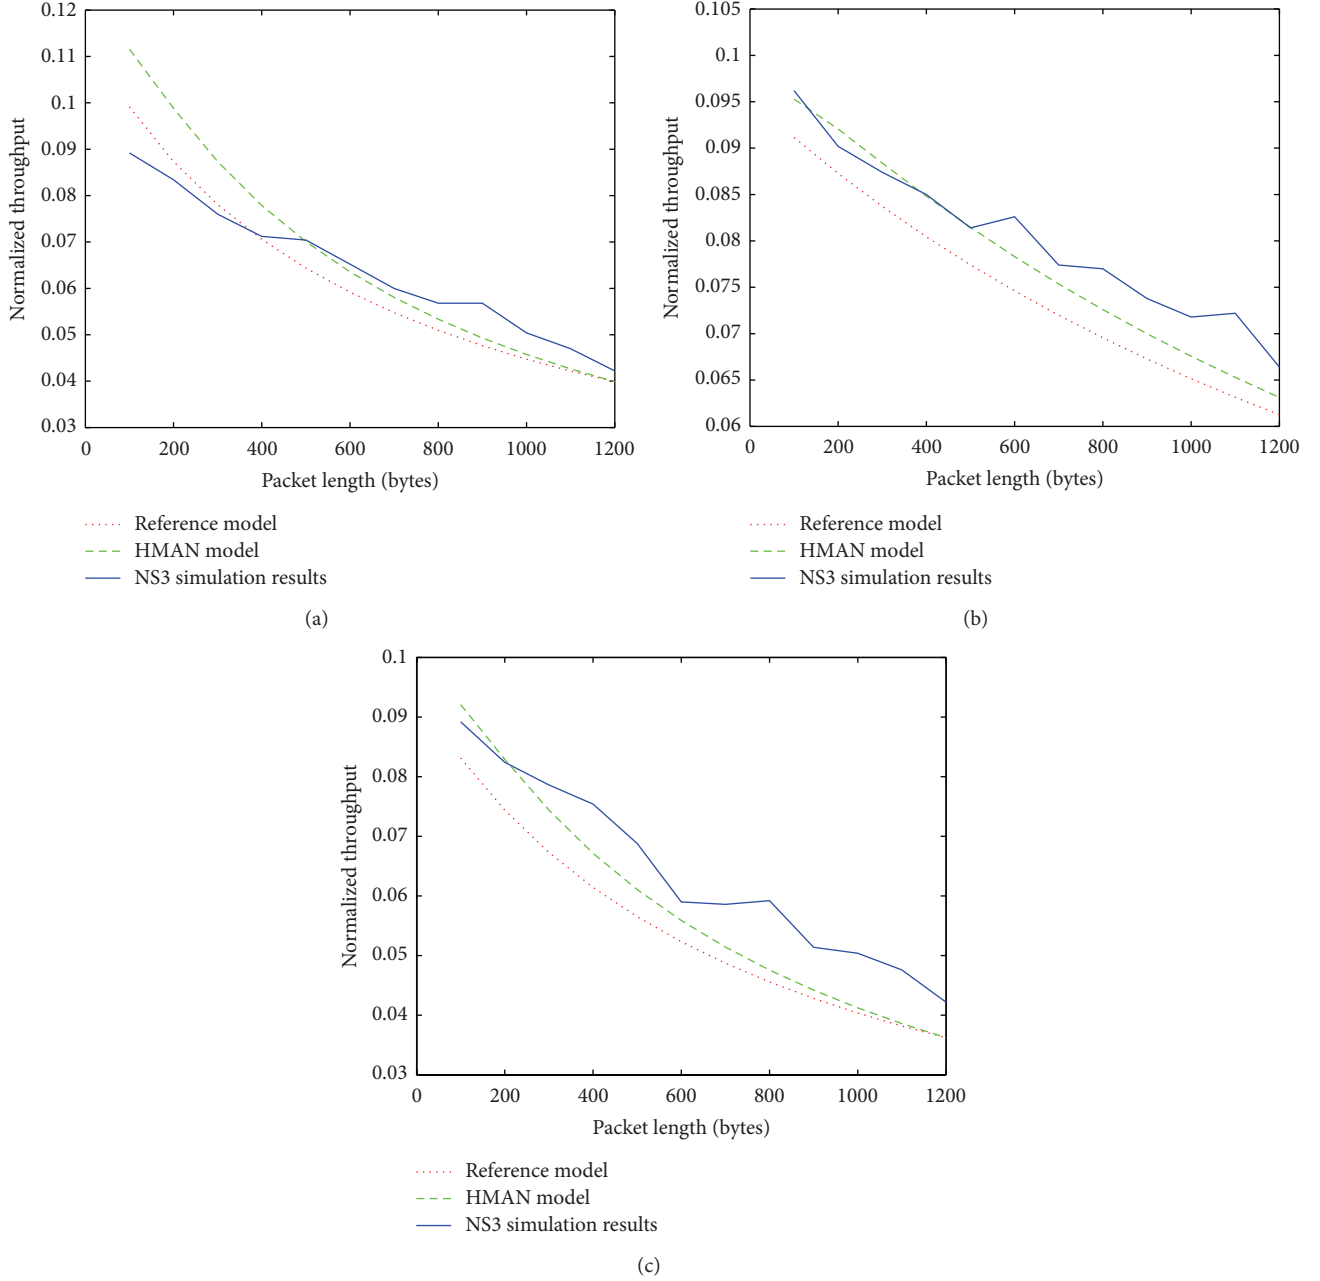 0.12
0.11
0.1
0.09
0.08
0.07
0.06
0.05
0.04
0.03
Normalized throughput
0 200 400 600 800 1000 1200
Packet length (bytes)
Reference model
HMAN model
NS3 simulation results
(a)
0.105
0.1
0.095
0.09
0.085
0.08
0.075
0.07
0.065
0.06
Normalized throughput
0 200 400 600 800 1000 1200
Packet length (bytes)
Reference model
HMAN model
NS3 simulation results
(b)
0.1
0.09
0.08
0.07
0.06
0.05
0.04
0.03
Normalized throughput
0 200 400 600 800 1000 1200
Packet length (bytes)
Reference model
HMAN model
NS3 simulation results
(c)